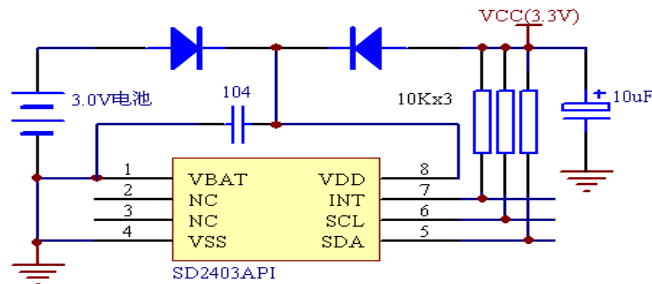 VCC(3.3V)
3.0V电池
104
10Kx3
10uF
+
1 VBAT VDD 8
2 NC INT 7
3 NC SCL 6
4 VSS SDA 5
SD2403API